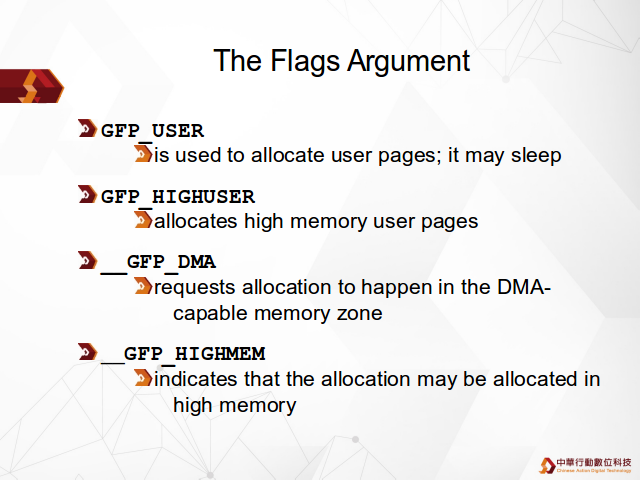 The Flags Argument
GFP_USER
is used to allocate user pages; it may sleep
GFP_HIGHUSER
allocates high memory user pages
__GFP_DMA
requests allocation to happen in the DMA-
capable memory zone
__GFP_HIGHMEM
indicates that the allocation may be allocated in
high memory
中華行動數位科技
Chinese Action Digital Technology